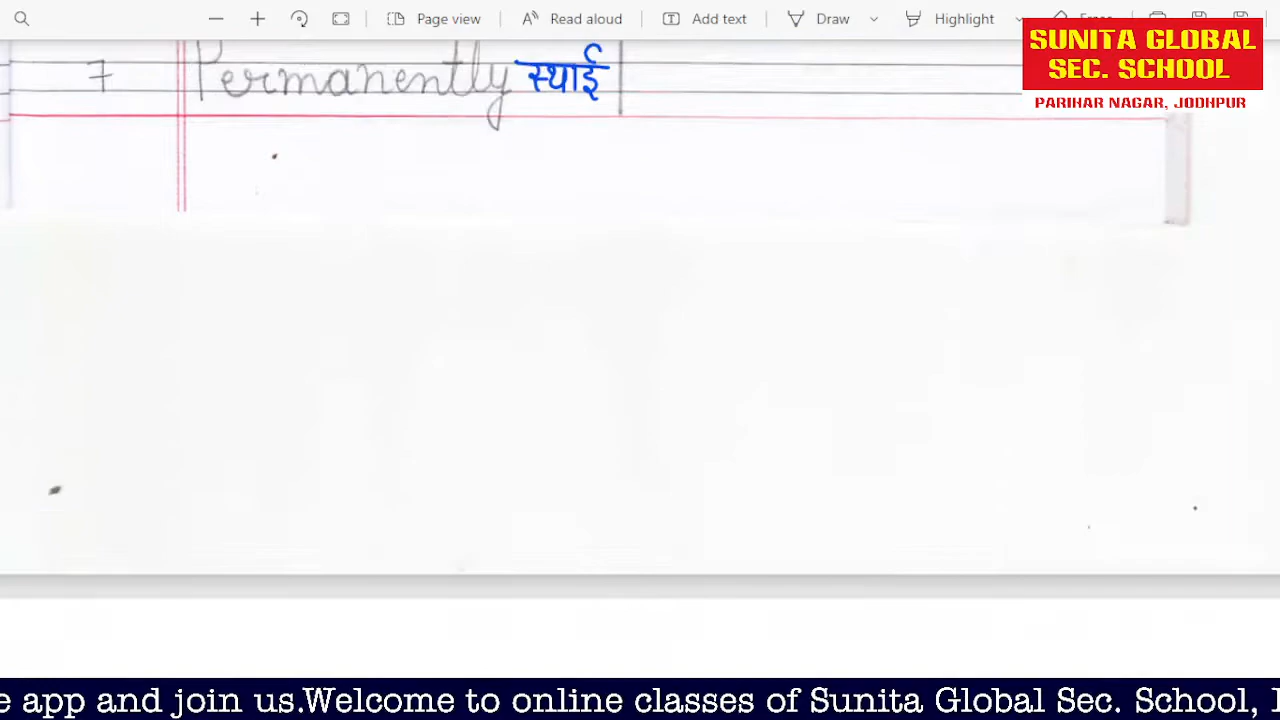 Page view Read aloud Add text Draw Highlight
SUNITA GLOBAL
SEC. SCHOOL
PARIHAR NAGAR, JODHPUR
7 Permanently स्थाई
e app and join us.Welcome to online classes of Sunita Global Sec. School,